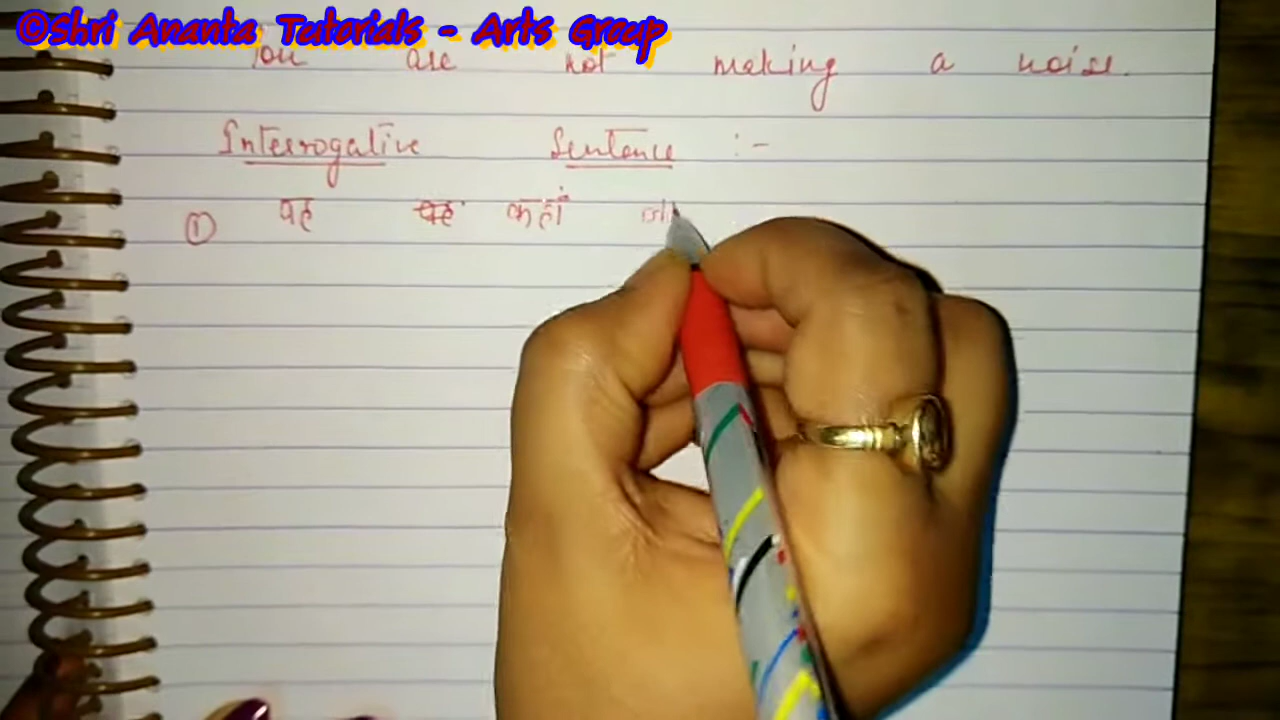 ©Shri Ananta Tutorials - Arts Group
You are not making a noise.
Interrogative Sentence :-
① वह कहाँ